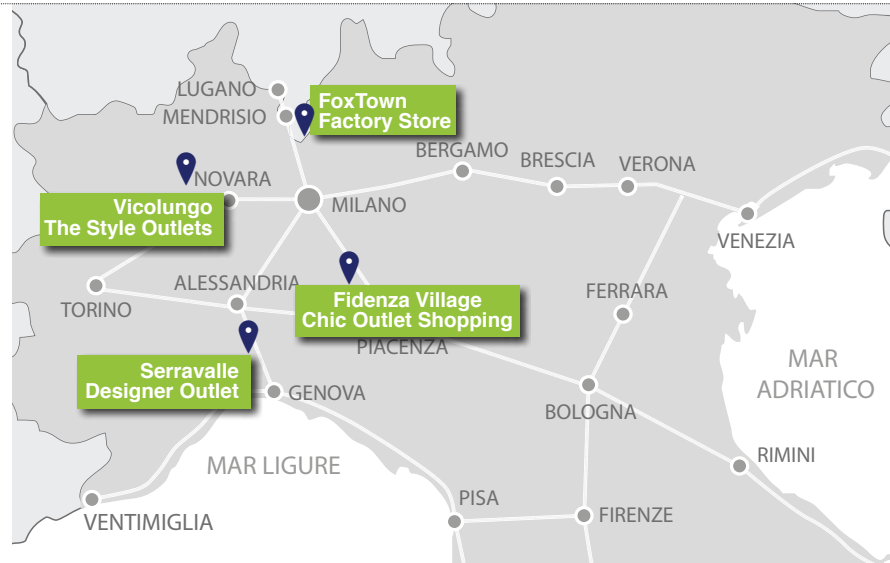 LUGANO
MENDRISIO
FoxTown
Factory Store
BERGAMO
BRESCIA
VERONA
NOVARA
MILANO
Vicolungo
The Style Outlets
VENEZIA
TORINO
ALESSANDRIA
FERRARA
Fidenza Village
Chic Outlet Shopping
PIACENZA
MAR
ADRIATICO
Serravalle
Designer Outlet
GENOVA
BOLOGNA
MAR LIGURE
RIMINI
PISA
FIRENZE
VENTIMIGLIA